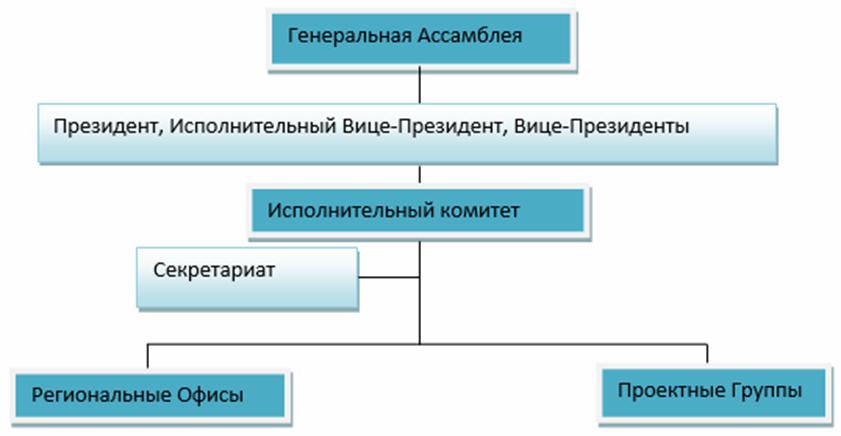 Генеральная Ассамблея
Президент, Исполнительный Вице-Президент, Вице-Президенты
Исполнительный комитет
Секретариат
Региональные Офисы
Проектные Группы